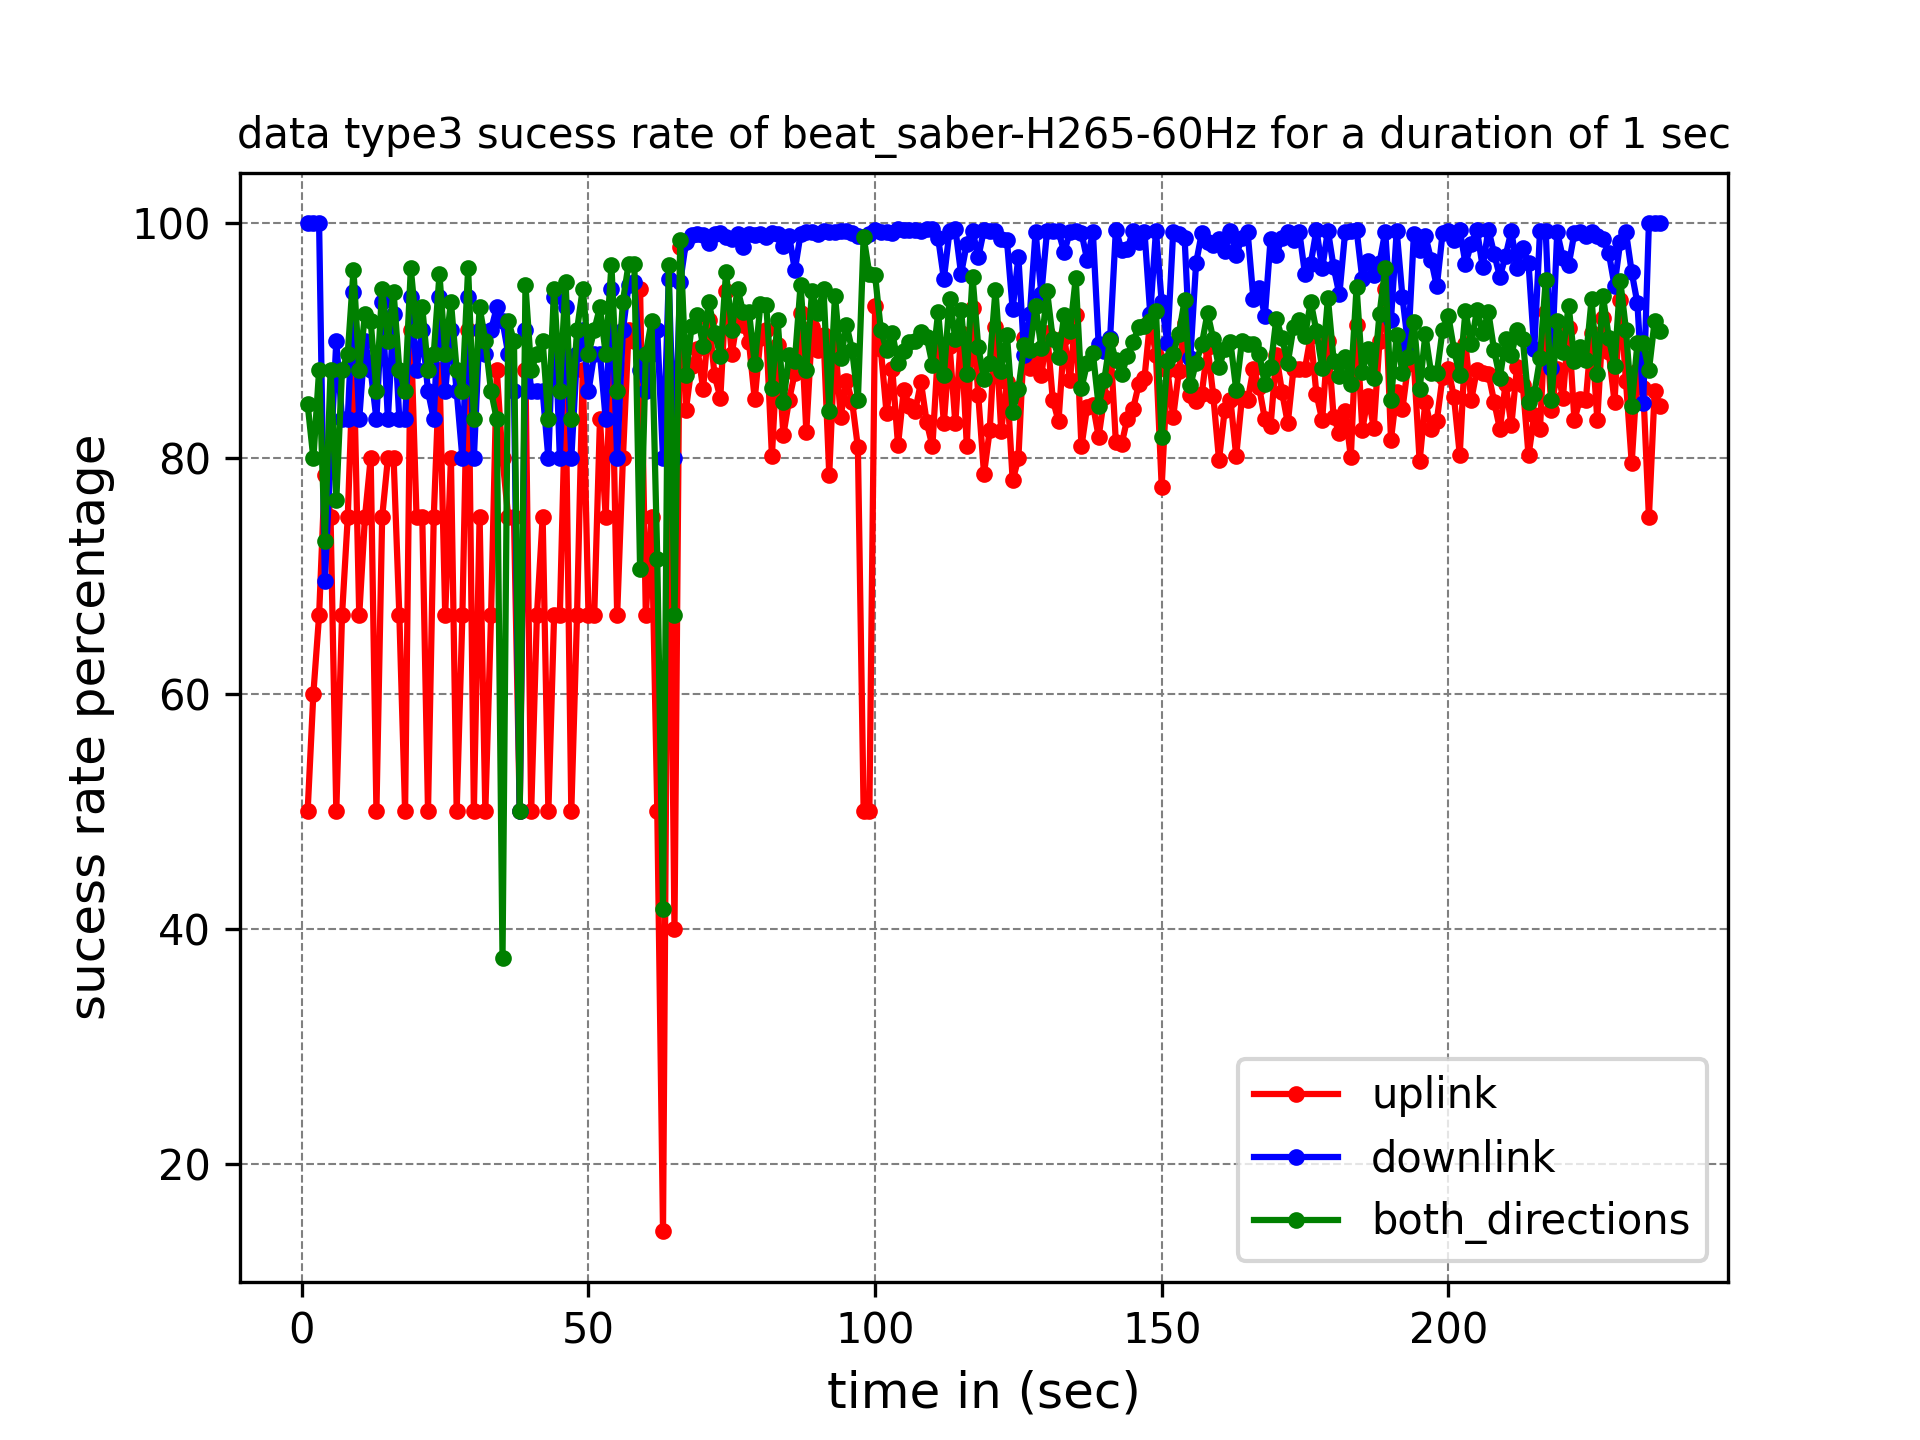 data type3 sucess rate of beat_saber-H265-60Hz for a duration of 1 sec
sucess rate percentage
100
80
60
40
20
0 50 100 150 200
time in (sec)
uplink
downlink
both_directions